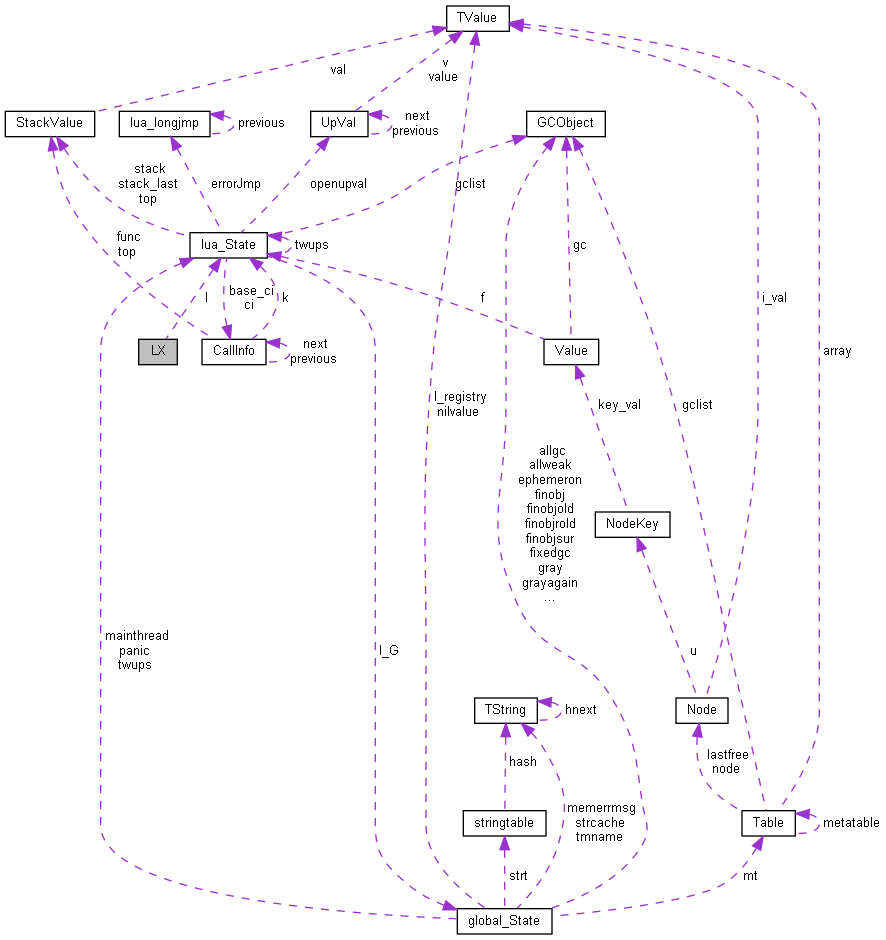 TValue
val
v
value
StackValue
lua_longjmp
previous
UpVal
next
previous
GCObject
stack
stack_last
top
errorJmp
openupval
gclist
func
top
lua_State
twups
gc
l
base_ci
ci
k
f
i_val
LX
CallInfo
next
previous
Value
array
l_registry
nilvalue
key_val
gclist
allgc
allweak
ephemeron
finobj
finobjold
finobjrold
finobjsur
fixedgc
gray
grayagain
...
NodeKey
mainthread
panic
twups
l_G
u
TString
hnext
Node
hash
lastfree
node
memerrmsg
strcache
tmname
stringtable
Table
metatable
strt
mt
global_State